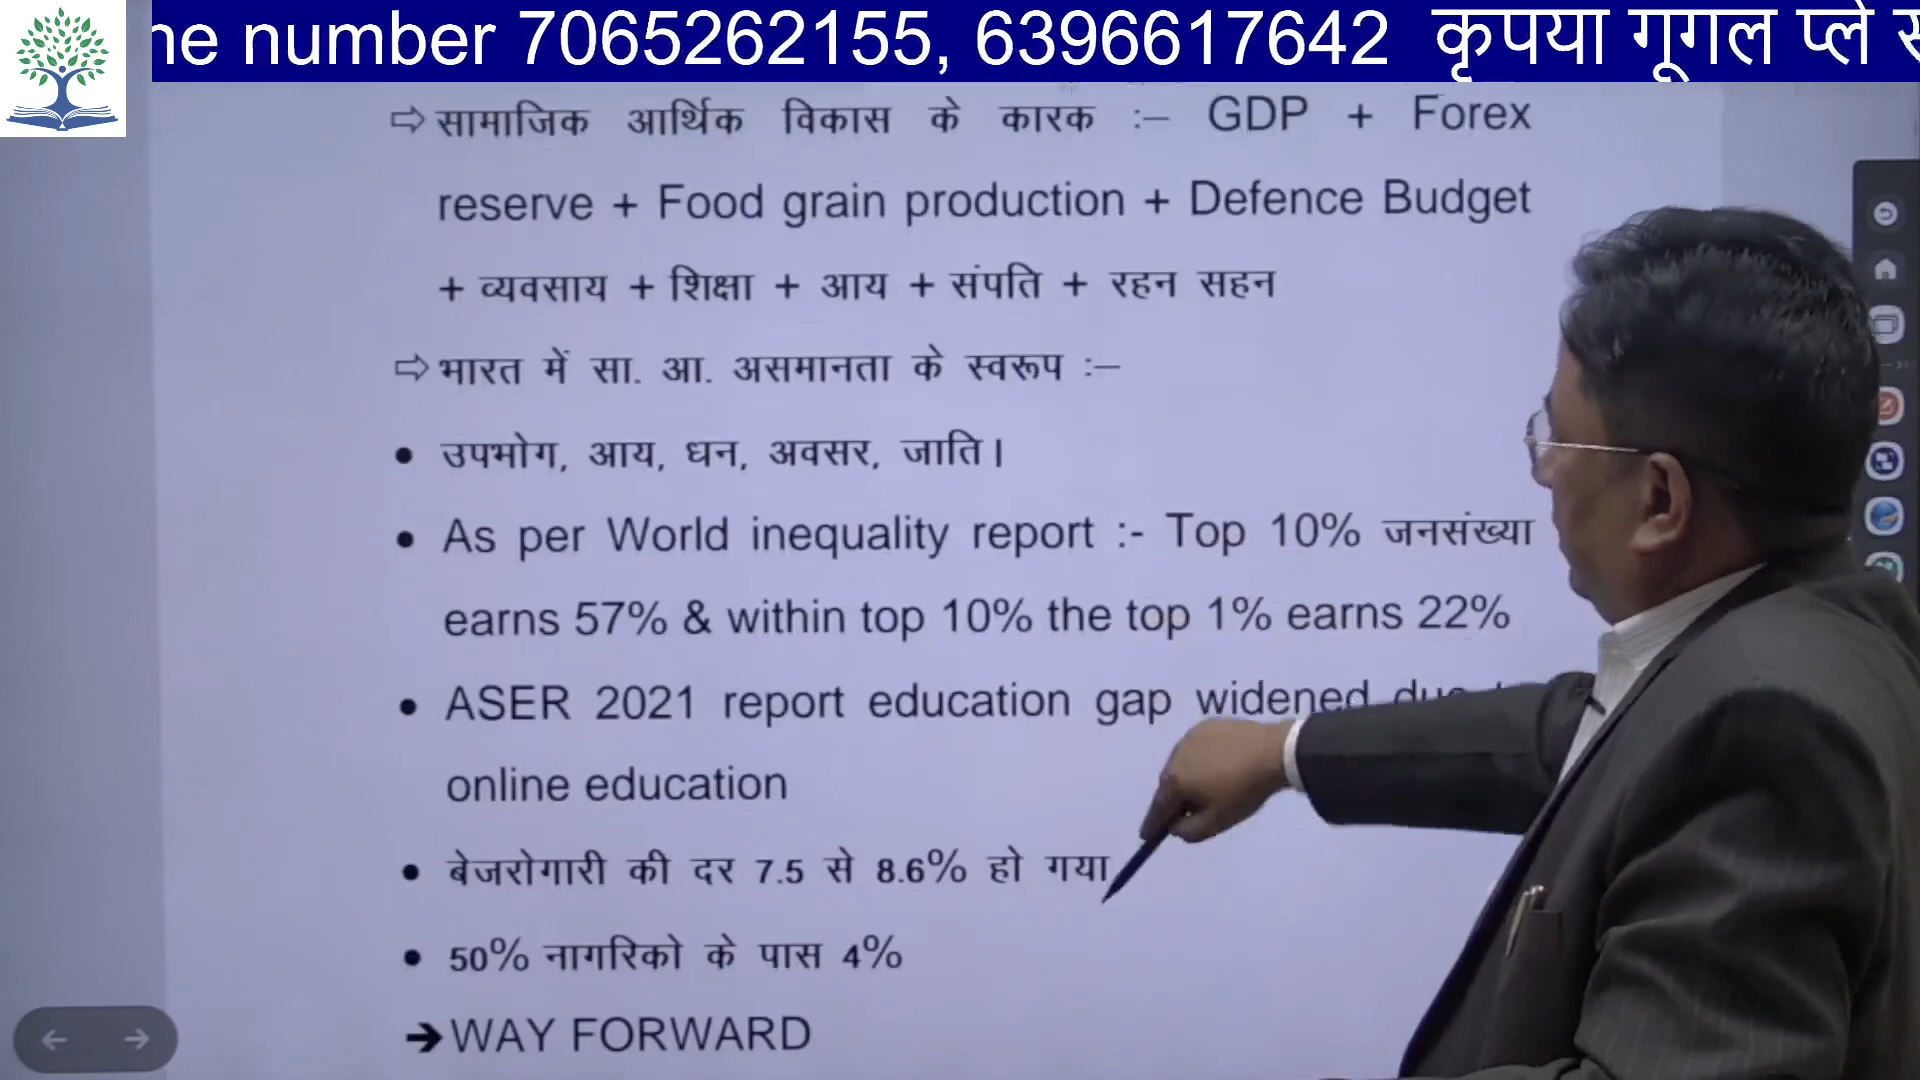 number 7065262155, 6396617642 कृपया गूगल प्ले
⇨ सामाजिक आर्थिक विकास के कारक :– GDP + Forex
reserve + Food grain production + Defence Budget
+ व्यवसाय + शिक्षा + आय + संपति + रहन सहन
⇨ भारत में सा. आ. असमानता के स्वरूप :–
• उपभोग, आय, धन, अवसर, जाति।
• As per World inequality report :- Top 10% जनसंख्या
earns 57% & within top 10% the top 1% earns 22%
• ASER 2021 report education gap widened
online education
• बेजरोगारी की दर 7.5 से 8.6% हो गया
• 50% नागरिको के पास 4%
➔ WAY FORWARD